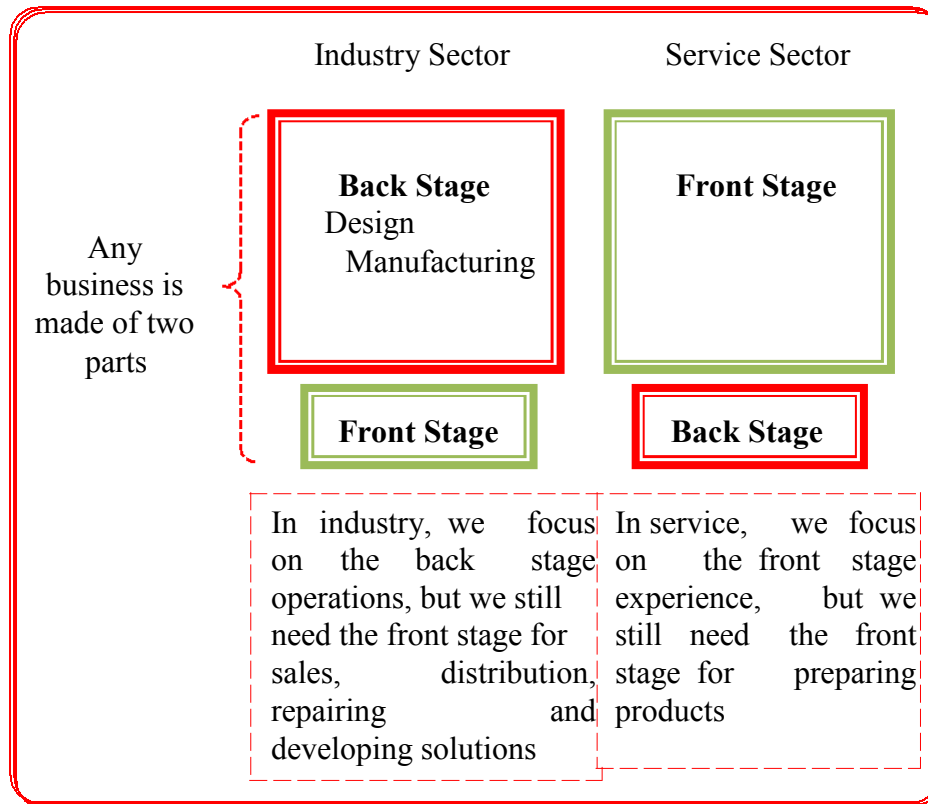 Industry Sector
Service Sector
Any
business is
made of two
parts
Back Stage
Design
Manufacturing
Front Stage
Front Stage
Back Stage
In industry, we focus
on the back stage
operations, but we still
need the front stage for
sales, distribution,
repairing and
developing solutions
In service, we focus
on the front stage
experience, but we
still need the front
stage for preparing
products